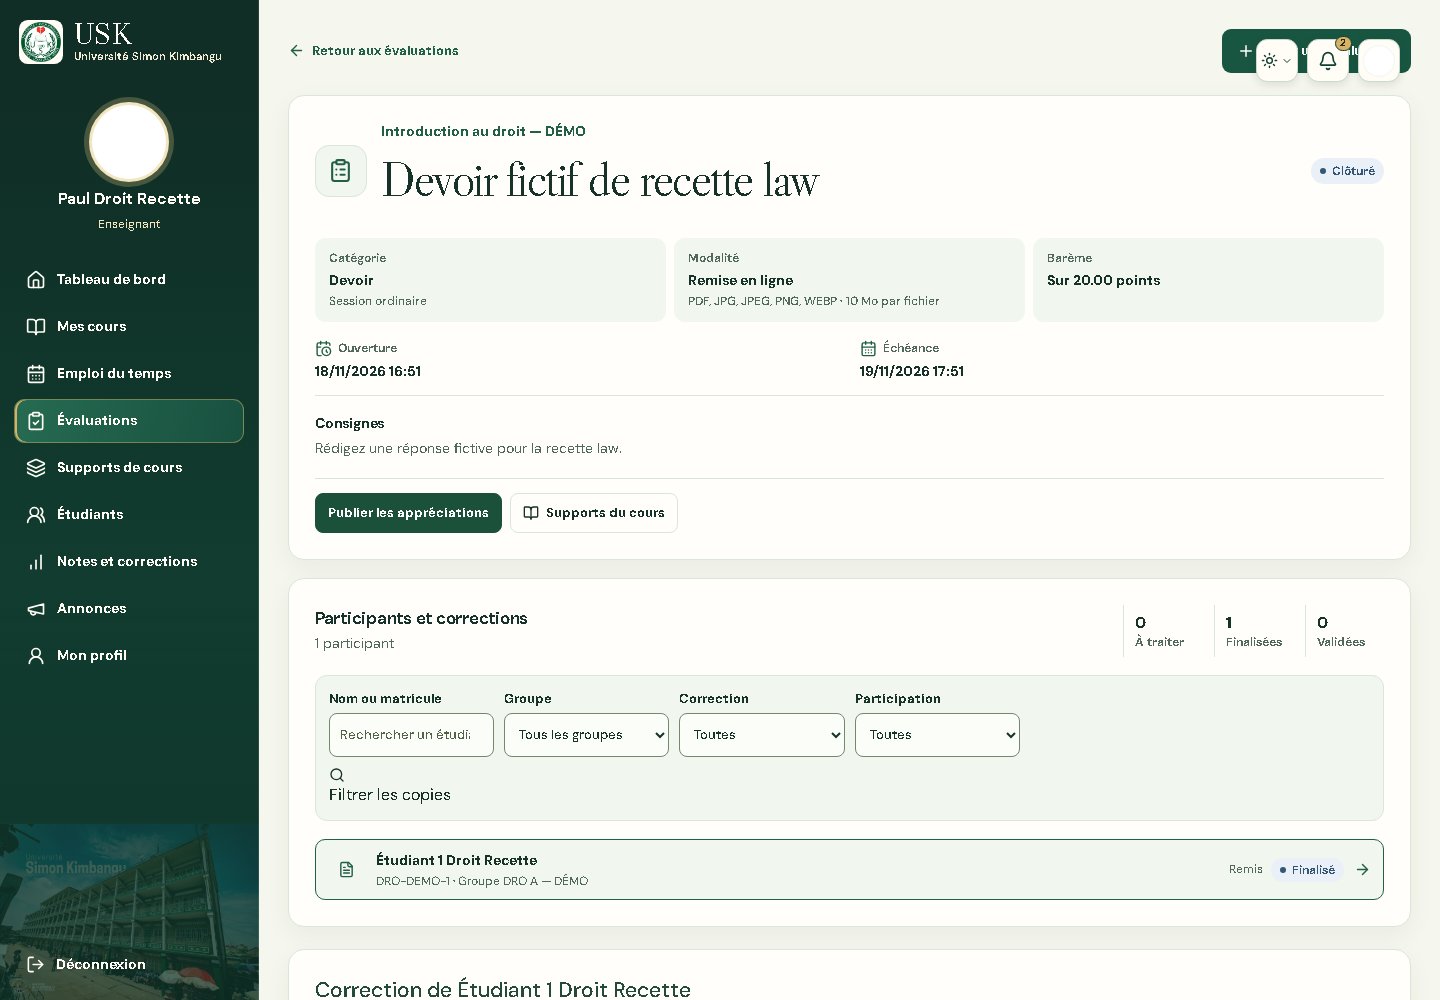 USK
Université Simon Kimbangu
Paul Droit Recette
Enseignant
Tableau de bord
Mes cours
Emploi du temps
Évaluations
Supports de cours
Étudiants
Notes et corrections
Annonces
Mon profil
Université
Simon Kimbangu
Déconnexion
Retour aux évaluations
2
Introduction au droit — DÉMO
Devoir fictif de recette law
Clôturé
Catégorie
Devoir
Session ordinaire
Modalité
Remise en ligne
PDF, JPG, JPEG, PNG, WEBP · 10 Mo par fichier
Barème
Sur 20.00 points
Ouverture
18/11/2026 16:51
Échéance
19/11/2026 17:51
Consignes
Rédigez une réponse fictive pour la recette law.
Publier les appréciations
Supports du cours
Participants et corrections
1 participant
0
À traiter
1
Finalisées
0
Validées
Nom ou matricule
Rechercher un étudi
Groupe
Tous les groupes
Correction
Toutes
Participation
Toutes
Filtrer les copies
Étudiant 1 Droit Recette
DRO-DEMO-1 · Groupe DRO A — DÉMO
Remis
Finalisé
Correction de Étudiant 1 Droit Recette